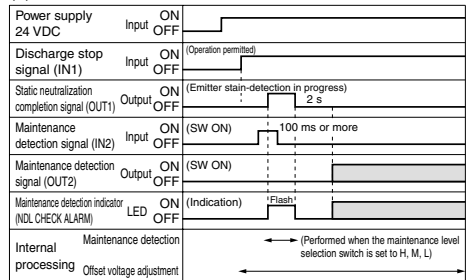 Power supply
24 VDC
Input
ON
OFF
Discharge stop
signal (IN1)
Input
ON
OFF
(Operation permitted)
Static neutralization
completion signal (OUT1)
Output
ON
OFF
(Emitter stain-detection in progress)
2 s
Maintenance
detection signal (IN2)
Input
ON
OFF
(SW ON)
100 ms or more
Maintenance detection
signal (OUT2)
Output
ON
OFF
(SW ON)
Maintenance detection indicator
(NDL CHECK ALARM)
LED
ON
OFF
(Indication)
Flash
Internal
processing
Maintenance detection
(Performed when the maintenance level
selection switch is set to H, M, L)
Offset voltage adjustment